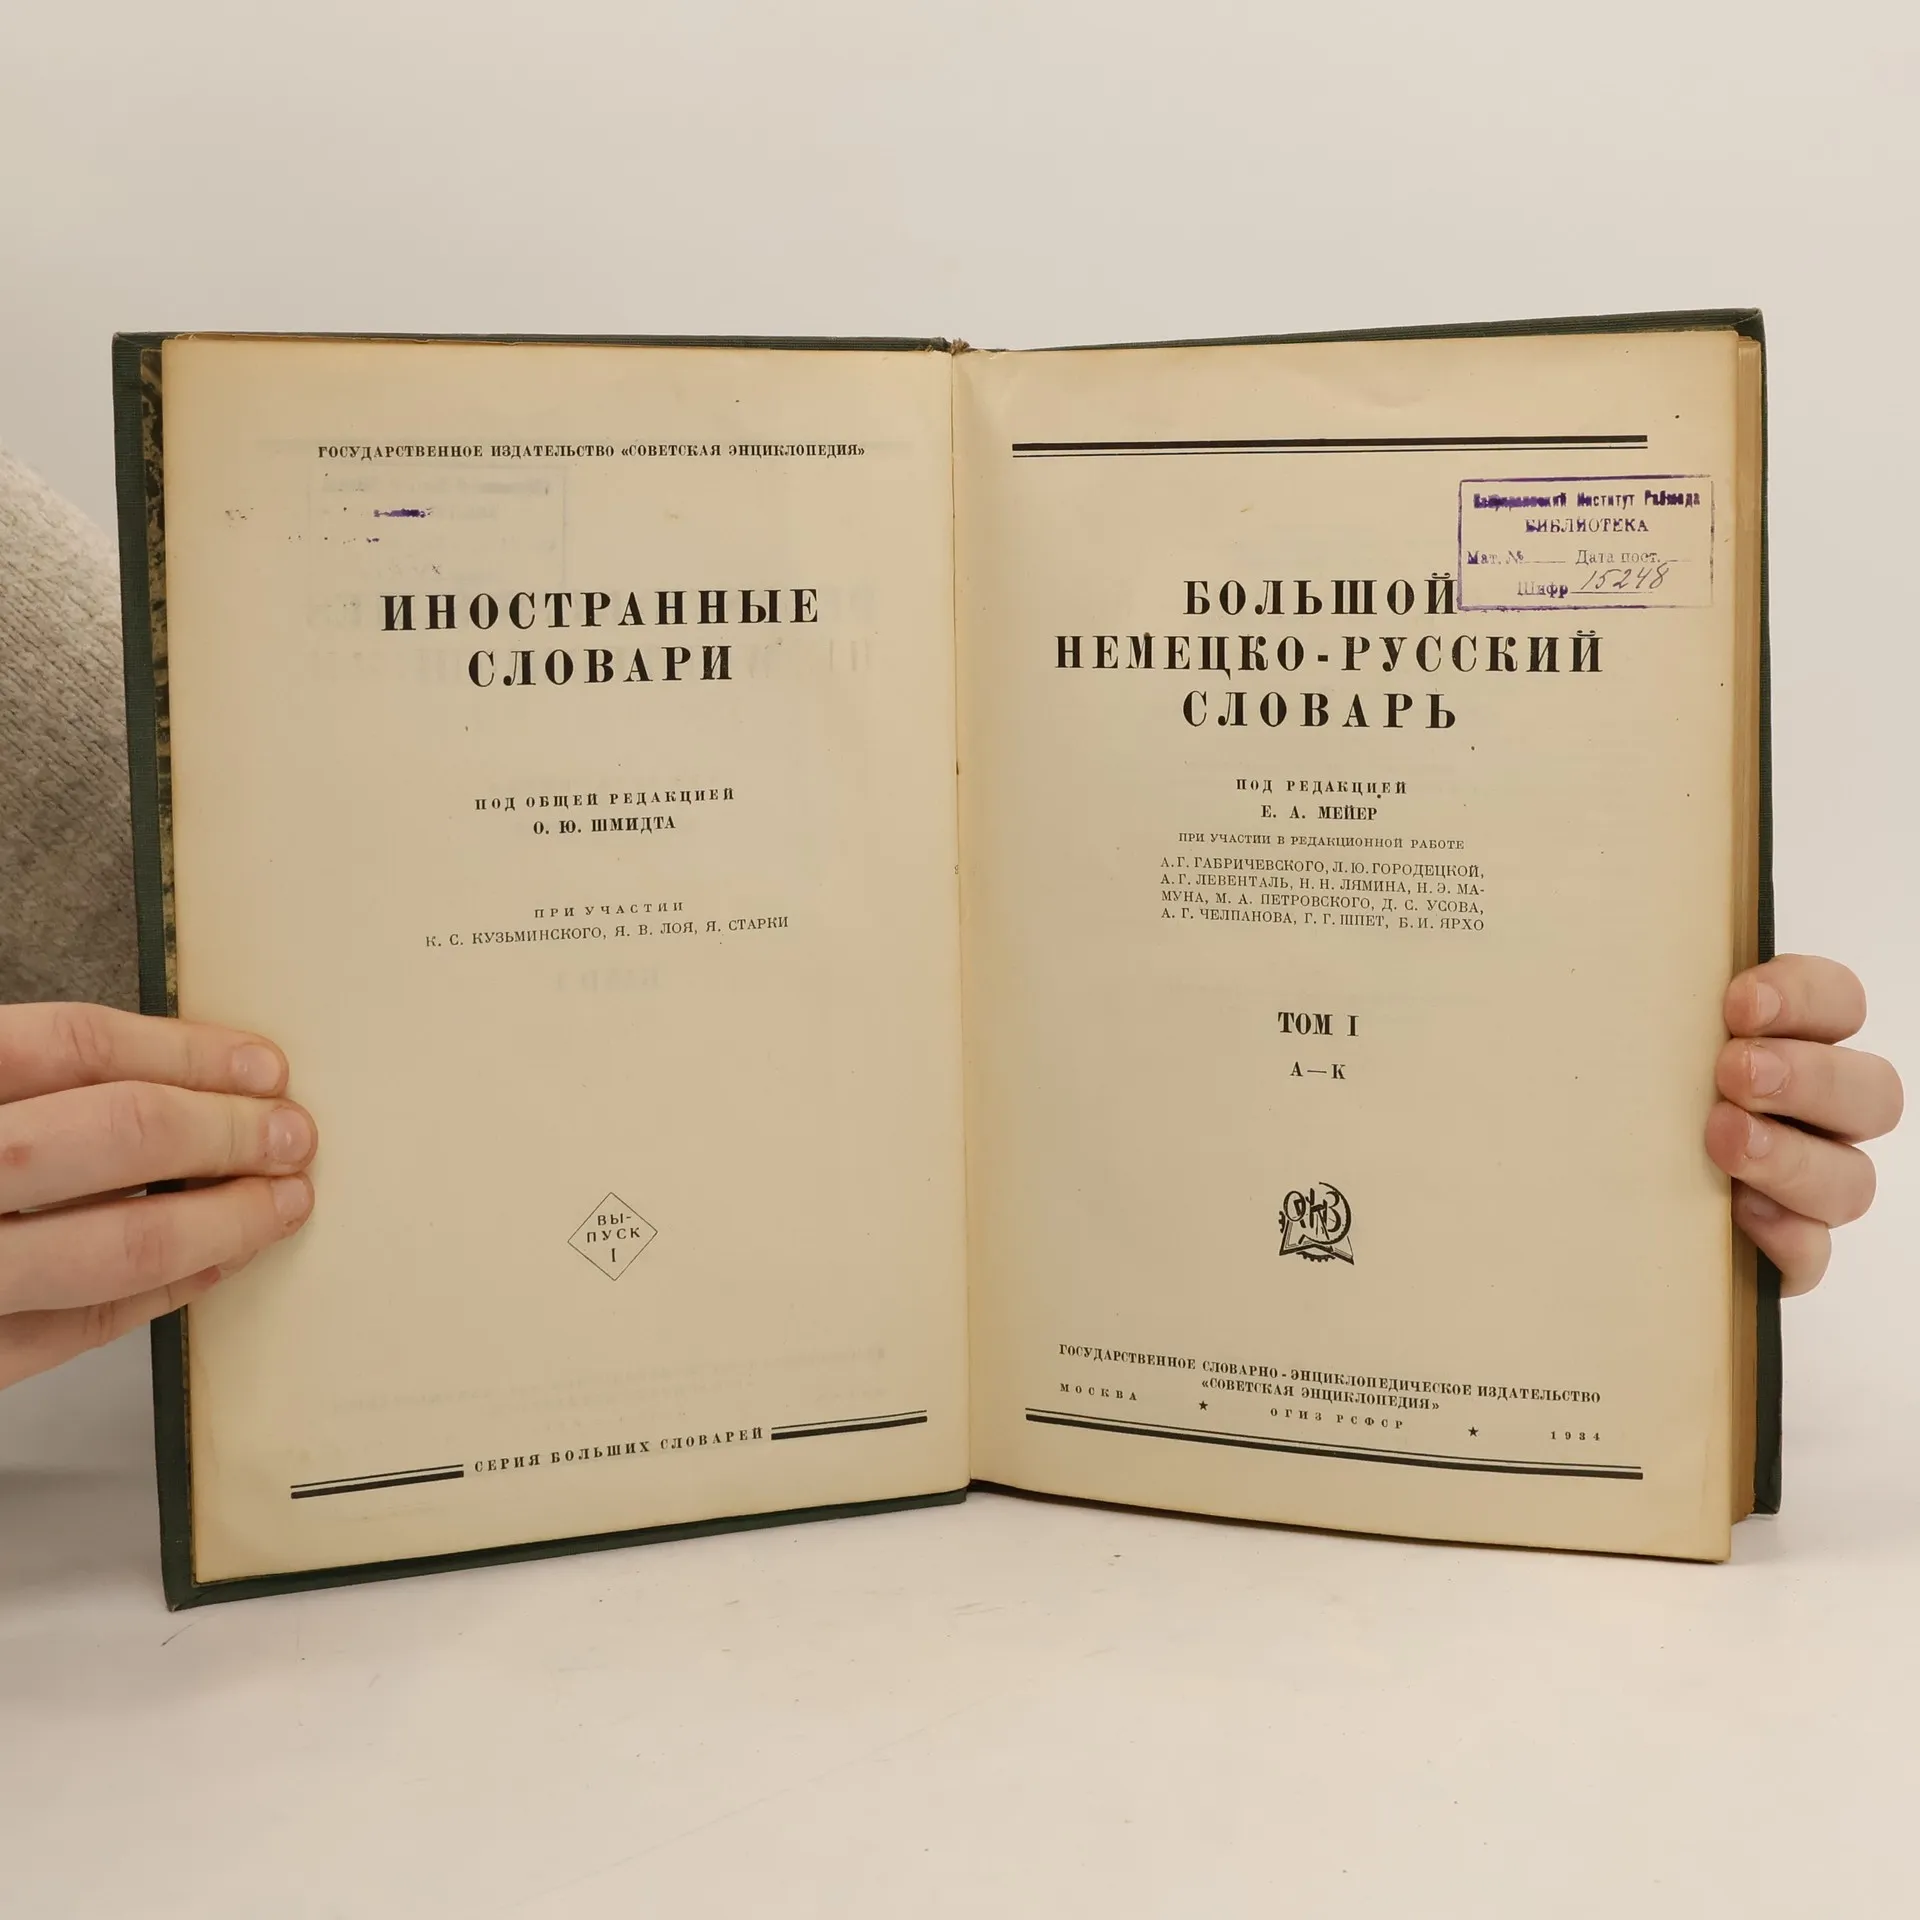 ГОСУДАРСТВЕННОЕ ИЗДАТЕЛЬСТВО «СОВЕТСКАЯ ЭНЦИКЛОПЕДИЯ»
ИНОСТРАННЫЕ
СЛОВАРИ
ПОД ОБЩЕЙ РЕДАКЦИЕЙ
О. Ю. ШМИДТА
ПРИ УЧАСТИИ
К. С. КУЗЬМИНСКОГО, Я. В. ЛОЯ, Я. СТАРКИ
ВЫ-
ПУСК
I
СЕРИЯ БОЛЬШИХ СЛОВАРЕЙ
Институт
БИБЛИОТЕКА
Мат. № Дата пост.
Шифр 15248
БОЛЬШОЙ
НЕМЕЦКО-РУССКИЙ
СЛОВАРЬ
ПОД РЕДАКЦИЕЙ
Е. А. МЕЙЕР
ПРИ УЧАСТИИ В РЕДАКЦИОННОЙ РАБОТЕ
А. Г. ГАБРИЧЕВСКОГО, Л. Ю. ГОРОДЕЦКОЙ,
А. Г. ЛЕВЕНТАЛЬ, Н. Н. ЛЯМИНА, Н. Э. МА-
МУНА, М. А. ПЕТРОВСКОГО, Д. С. УСОВА,
А. Г. ЧЕЛПАНОВА, Г. Г. ШПЕТ, Б. И. ЯРХО
ТОМ I
А — К
ГОСУДАРСТВЕННОЕ СЛОВАРНО-ЭНЦИКЛОПЕДИЧЕСКОЕ ИЗДАТЕЛЬСТВО
«СОВЕТСКАЯ ЭНЦИКЛОПЕДИЯ»
МОСКВА ★ ОГИЗ РСФСР ★ 1934